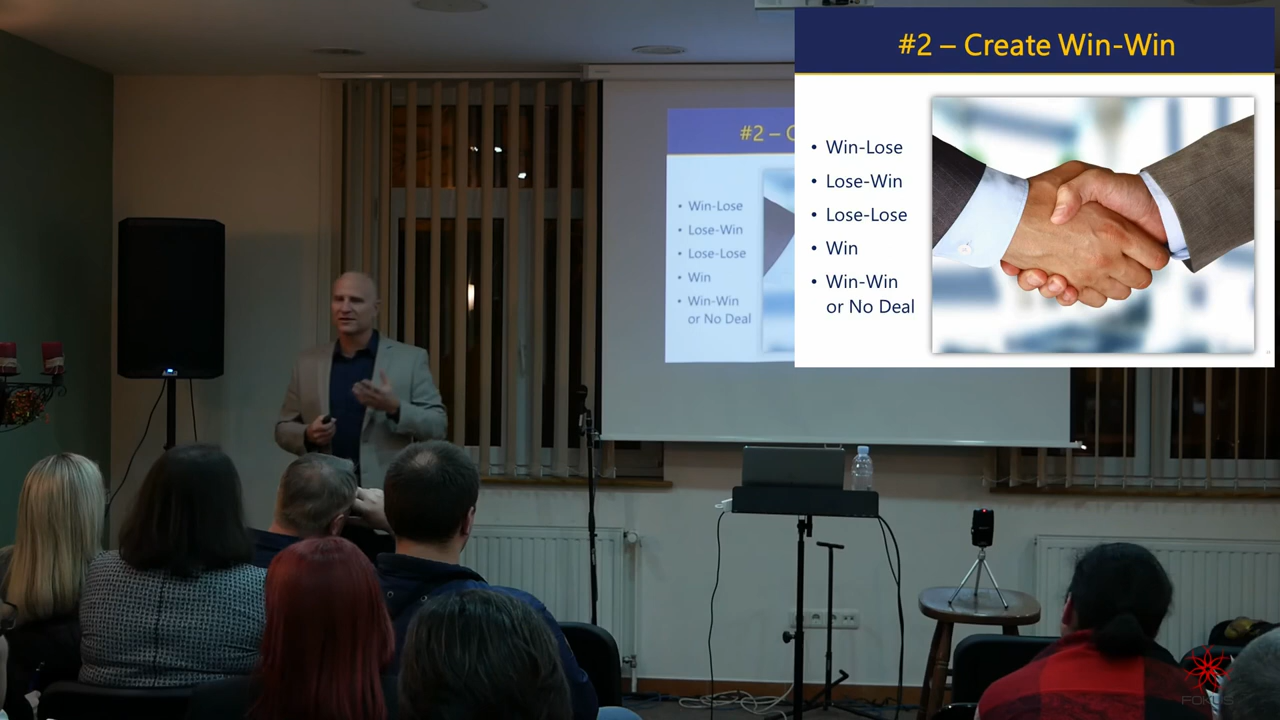 #2 – Create Win-Win
• Win-Lose
• Lose-Win
• Lose-Lose
• Win
• Win-Win
or No Deal
#2 – C
• Win-Lose
• Lose-Win
• Lose-Lose
• Win
• Win-Win
or No Deal
FOKUS